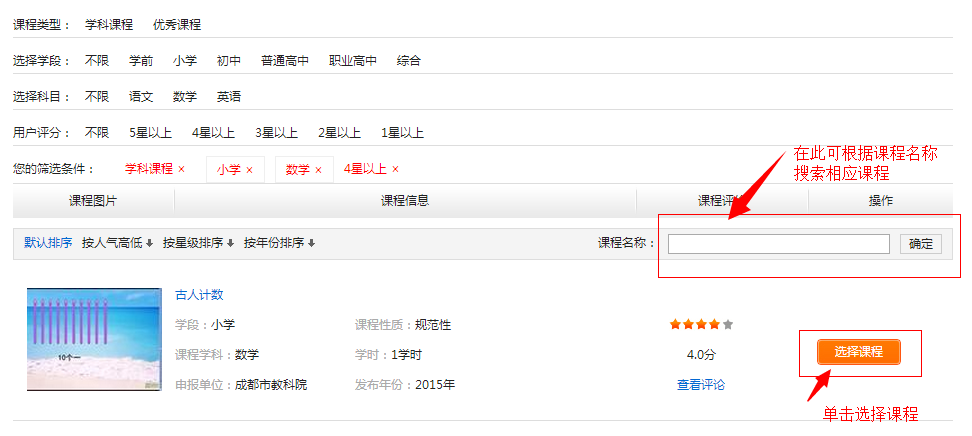 课程类型： 学科课程 优秀课程
选择学段： 不限 学前 小学 初中 普通高中 职业高中 综合
选择科目： 不限 语文 数学 英语
用户评分： 不限 5星以上 4星以上 3星以上 2星以上 1星以上
您的筛选条件： 学科课程 × 小学 × 数学 × 4星以上 ×
在此可根据课程名称
搜索相应课程
课程图片 课程信息 课程评 操作
默认排序 按人气高低 按星级排序 按年份排序 课程名称： 确定
古人计数
学段：小学 课程性质：规范性
课程学科：数学 学时：1学时 4.0分 选择课程
10个一
申报单位：成都市教科院 发布年份：2015年 查看评论
单击选择课程